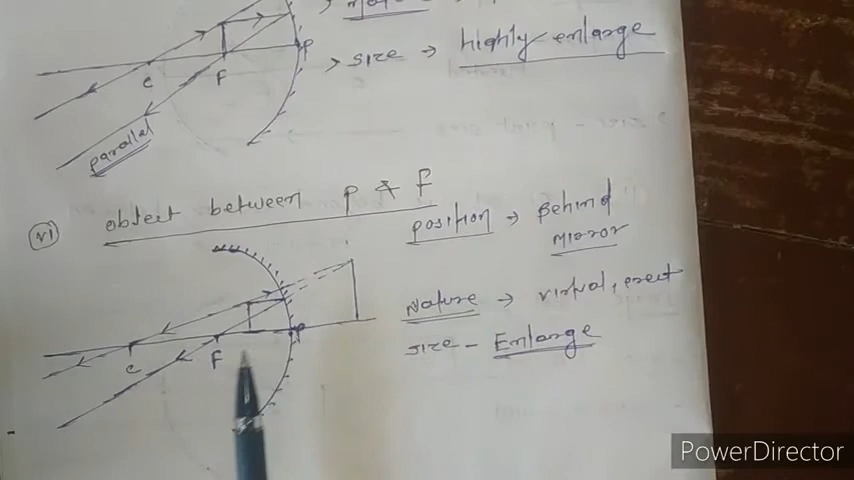 > size → highly enlarge
P
C
F
parallel
(vi) object between P & F
position → Behind
Mirror
Nature → virtual, erect
size - Enlarge
P
C
F
PowerDirector